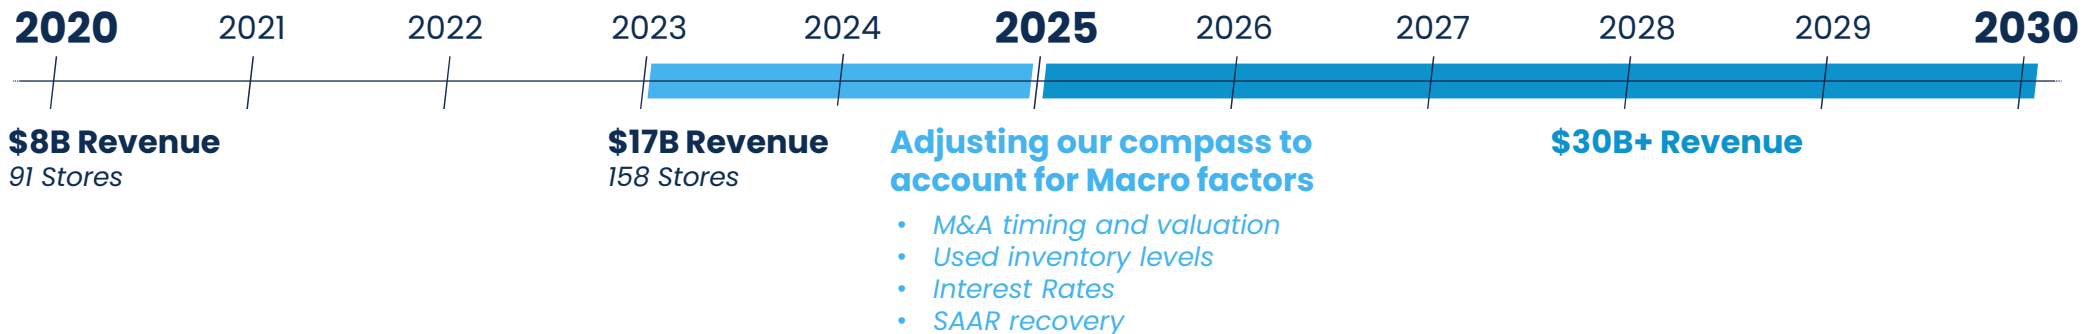 2020 2021 2022 2023 2024 2025 2026 2027 2028 2029 2030
$8B Revenue
91 Stores
$17B Revenue
158 Stores
Adjusting our compass to
account for Macro factors
• M&A timing and valuation
• Used inventory levels
• Interest Rates
• SAAR recovery
$30B+ Revenue